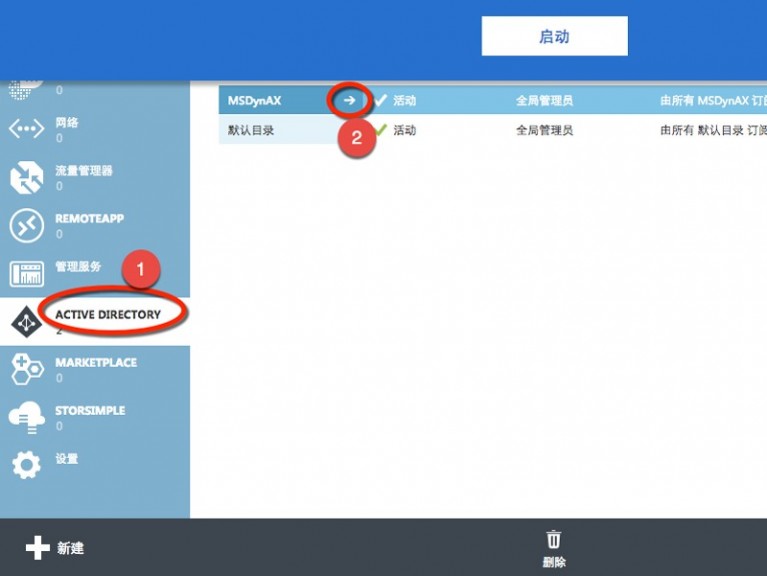 启动
0
网络
0
流量管理器
0
REMOTEAPP
0
管理服务
1
ACTIVE DIRECTORY
2
MARKETPLACE
0
STORSIMPLE
0
设置
MSDynAX
活动
全局管理员
由所有 MSDynAX 订
2
默认目录
活动
全局管理员
由所有 默认目录 订阅
新建
删除